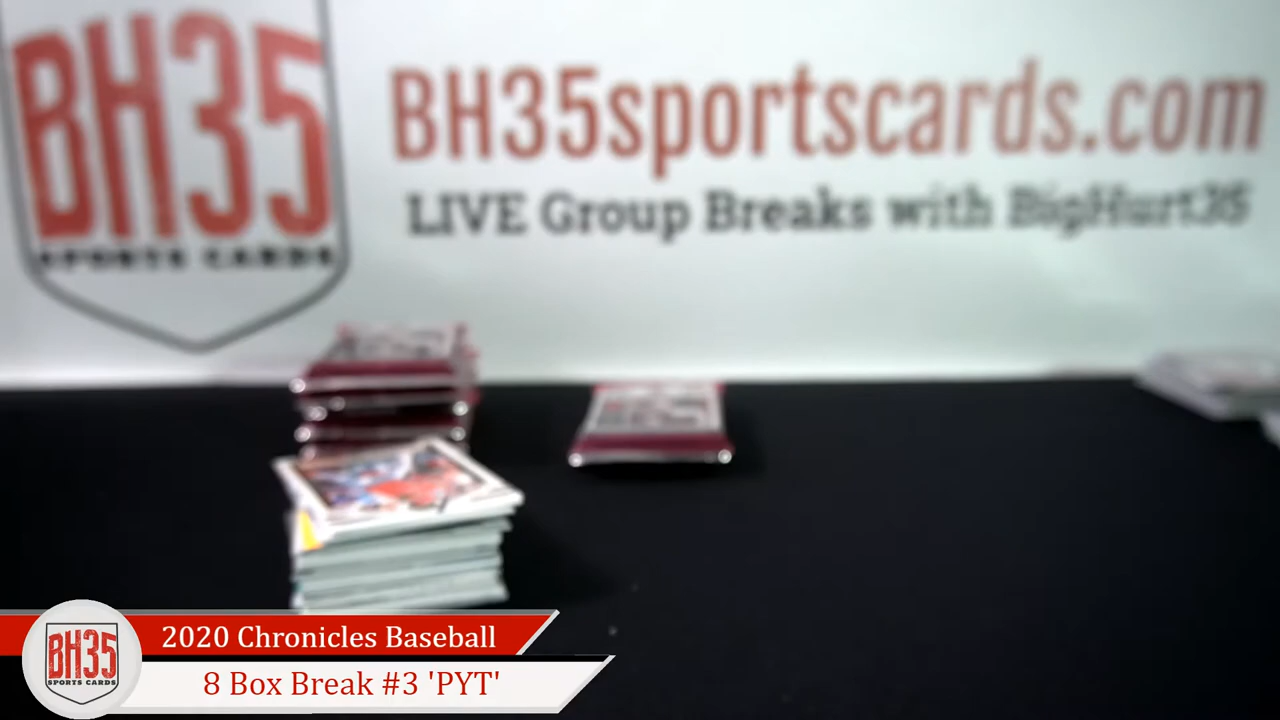 BH35
SPORTS CARDS
BH35sportscards.com
LIVE Group Breaks with BigHurt35
BH35
SPORTS CARDS
2020 Chronicles Baseball
8 Box Break #3 'PYT'